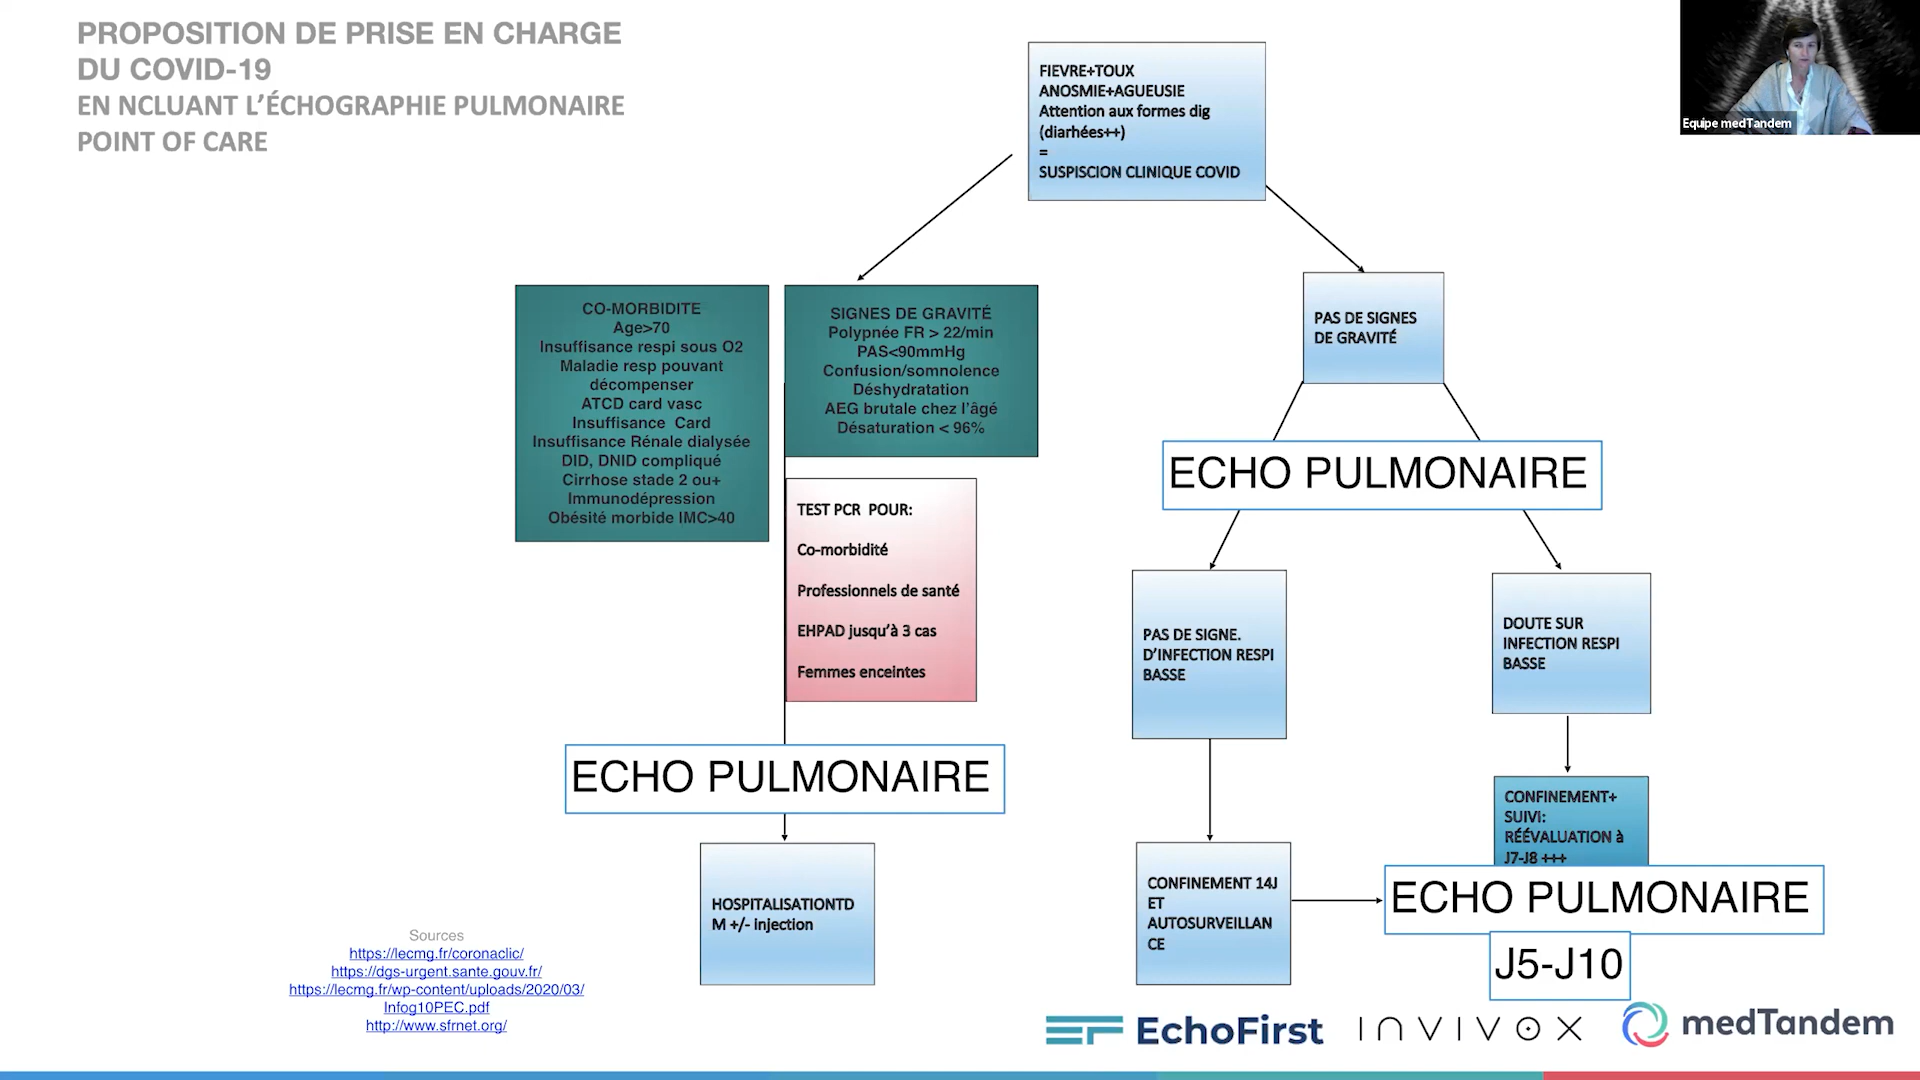 PROPOSITION DE PRISE EN CHARGE
DU COVID-19
EN NCLUANT L'ÉCHOGRAPHIE PULMONAIRE
POINT OF CARE
Equipe medTandem
FIEVRE+TOUX
ANOSMIE+AGUEUSIE
Attention aux formes dig
(diarhées++)
=
SUSPISCION CLINIQUE COVID
CO-MORBIDITE
Age>70
Insuffisance respi sous O2
Maladie resp pouvant
décompenser
ATCD card vasc
Insuffisance Card
Insuffisance Rénale dialysée
DID, DNID compliqué
Cirrhose stade 2 ou+
Immunodépression
Obésité morbide IMC>40
SIGNES DE GRAVITÉ
Polypnée FR > 22/min
PAS<90mmHg
Confusion/somnolence
Déshydratation
AEG brutale chez l'âgé
Désaturation < 96%
PAS DE SIGNES
DE GRAVITÉ
ECHO PULMONAIRE
TEST PCR POUR:
Co-morbidité
Professionnels de santé
EHPAD jusqu'à 3 cas
Femmes enceintes
PAS DE SIGNE.
D'INFECTION RESPI
BASSE
DOUTE SUR
INFECTION RESPI
BASSE
ECHO PULMONAIRE
HOSPITALISATIONTD
M +/- injection
CONFINEMENT 14J
ET
AUTOSURVEILLAN
CE
CONFINEMENT+
SUIVI:
RÉÉVALUATION à
J7-J8 +++
ECHO PULMONAIRE
J5-J10
Sources
https://lecmg.fr/coronaclic/
https://dgs-urgent.sante.gouv.fr/
https://lecmg.fr/wp-content/uploads/2020/03/
Infog10PEC.pdf
http://www.sfrnet.org/
EchoFirst
INVIVOX
medTandem